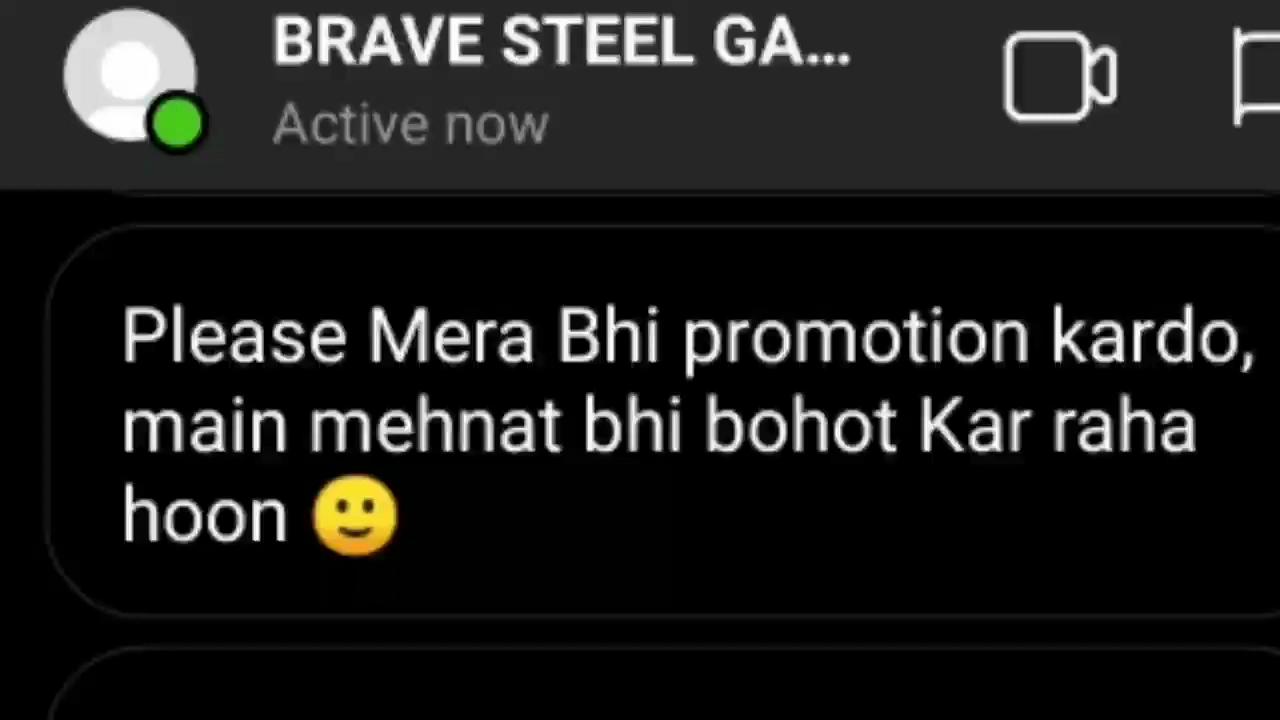 BRAVE STEEL GA...
Active now
Please Mera Bhi promotion kardo,
main mehnat bhi bohot Kar raha
hoon 🙂